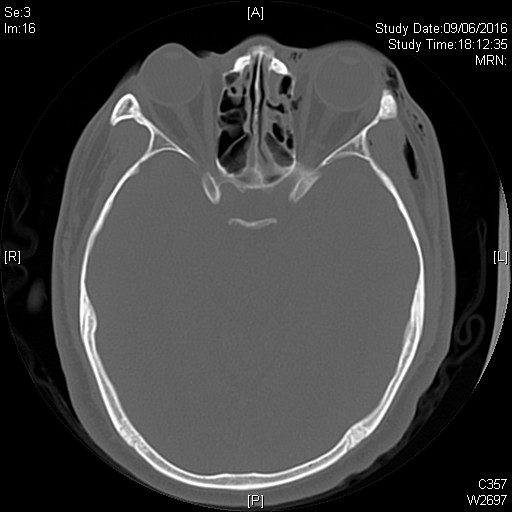 Se:3
Im:16
[A]
Study Date:09/06/2016
Study Time:18:12:35
MRN:
[R]
[L]
[P]
C357
W2697